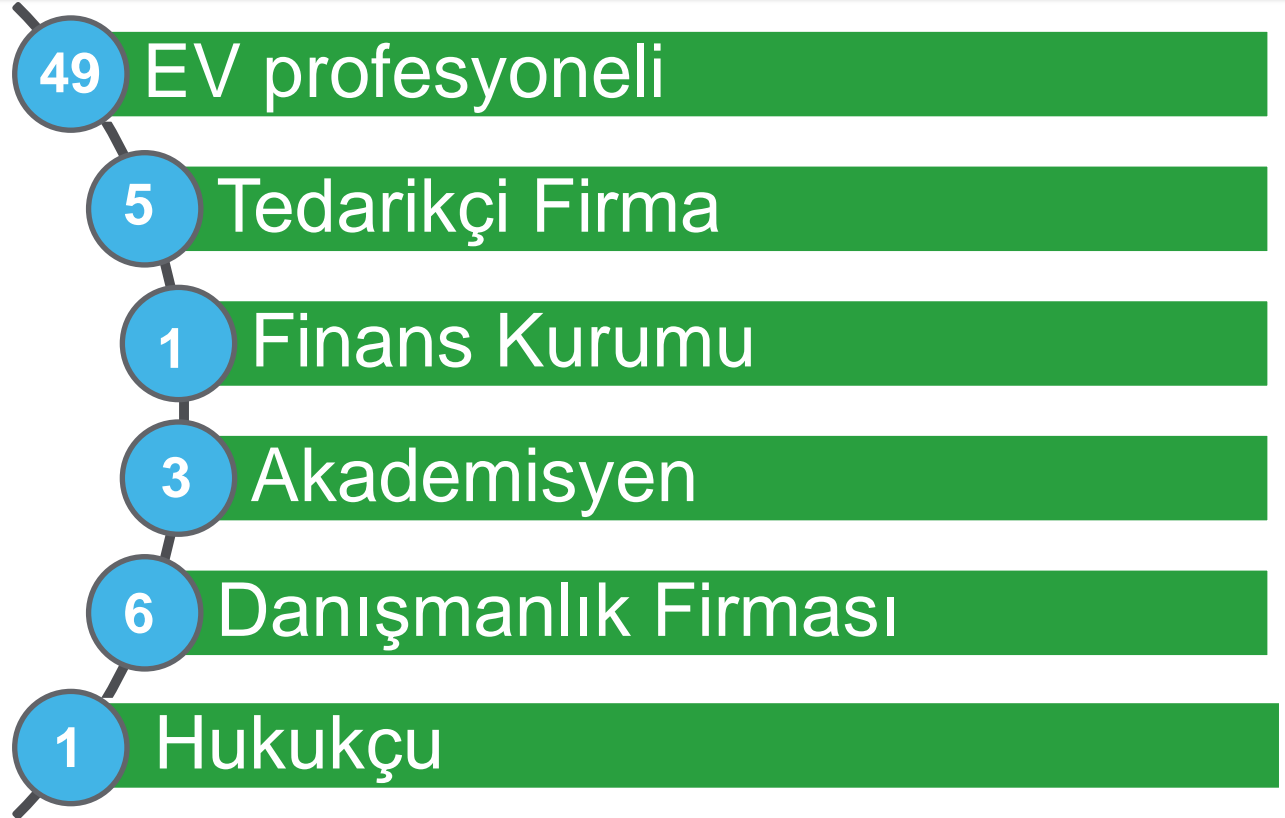 49 EV profesyoneli
5 Tedarikçi Firma
1 Finans Kurumu
3 Akademisyen
6 Danışmanlık Firması
1 Hukukçu